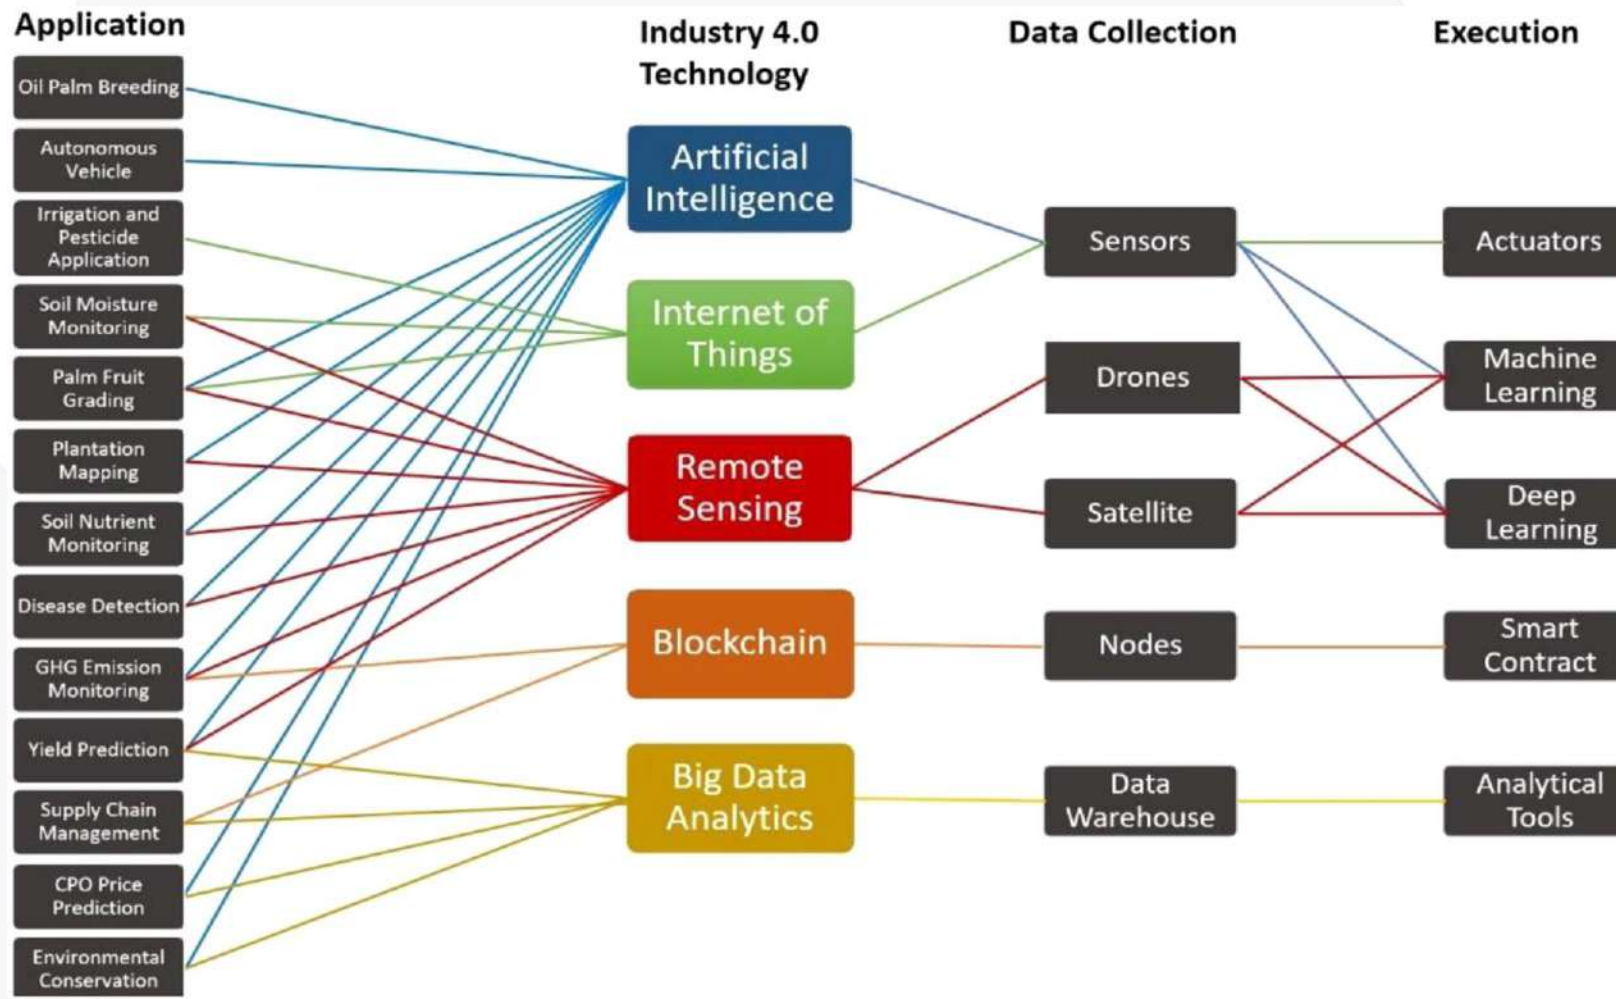 Application
Oil Palm Breeding
Autonomous
Vehicle
Irrigation and
Pesticide
Application
Soil Moisture
Monitoring
Palm Fruit
Grading
Plantation
Mapping
Soil Nutrient
Monitoring
Disease Detection
GHG Emission
Monitoring
Yield Prediction
Supply Chain
Management
CPO Price
Prediction
Environmental
Conservation
Industry 4.0
Technology
Artificial
Intelligence
Internet of
Things
Remote
Sensing
Blockchain
Big Data
Analytics
Data Collection
Sensors
Drones
Satellite
Nodes
Data
Warehouse
Execution
Actuators
Machine
Learning
Deep
Learning
Smart
Contract
Analytical
Tools